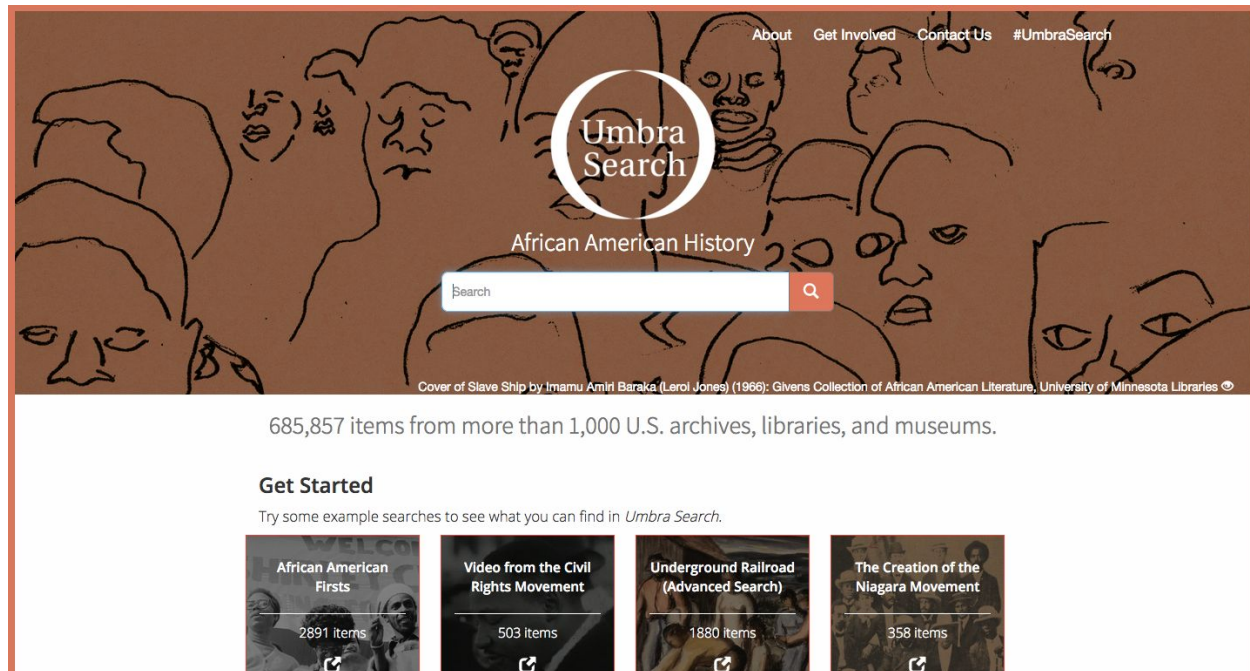 About Get Involved Contact Us #UmbraSearch
Umbra
Search
African American History
Search
Cover of Slave Ship by Imamu Amiri Baraka (Leroi Jones) (1966): Givens Collection of African American Literature, University of Minnesota Libraries
685,857 items from more than 1,000 U.S. archives, libraries, and museums.
Get Started
Try some example searches to see what you can find in Umbra Search.
African American
Firsts
2891 items
Video from the Civil
Rights Movement
503 items
Underground Railroad
(Advanced Search)
1880 items
The Creation of the
Niagara Movement
358 items